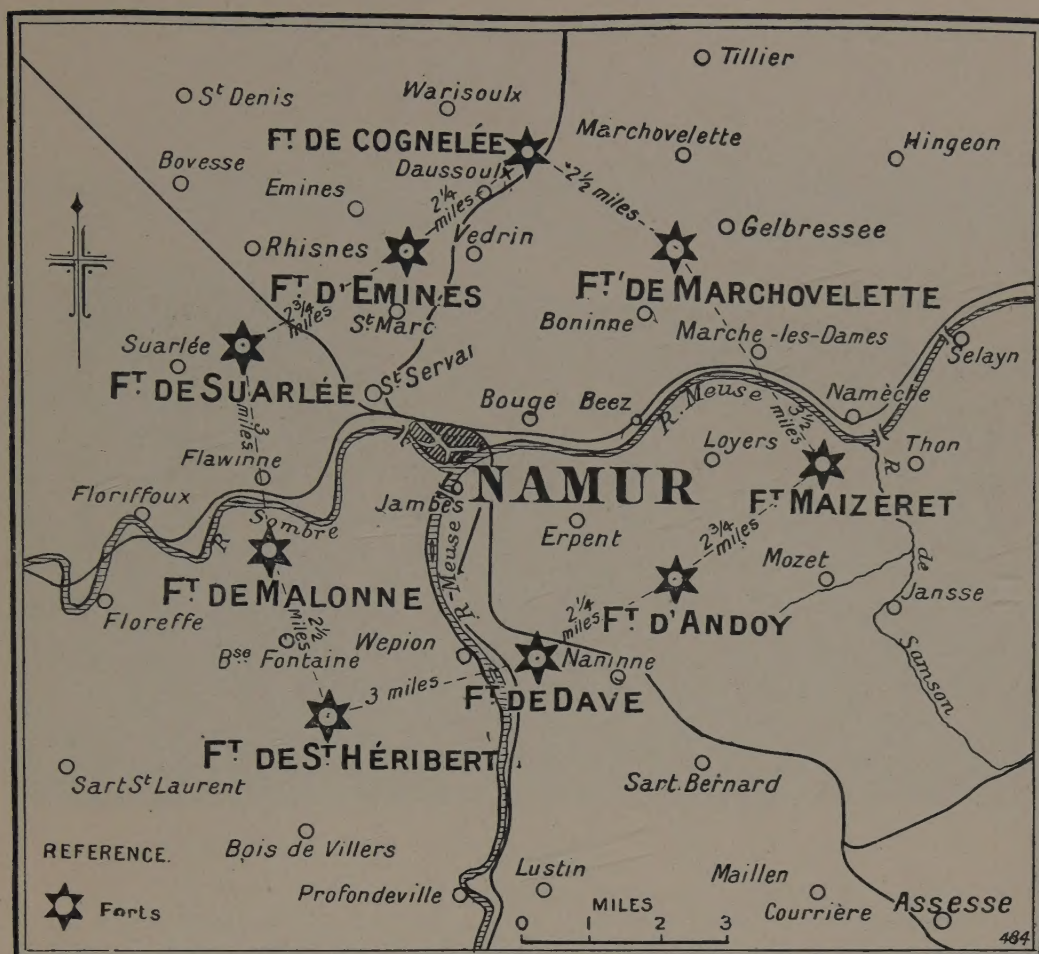 Tillier
St Denis
Warisoulx
FT DE COGNELÉE
Marchovelette
Hingeon
Bovesse
Daussoulx
Emines
2¼ miles
2½ miles
Rhisnes
Vedrin
Gelbressee
FT D'EMINES
FT DE MARCHOVELETTE
2¾ miles
St Marc
Boninne
Marche-les-Dames
Suarlée
Selayn
FT DE SUARLÉE
St Servai
R. Meuse
3 miles
Bouge
Beez
Namèche
3½ miles
Flawinne
Loyers
Thon
Floriffoux
Jambes
NAMUR
FT MAIZERET
R Sombre
Erpent
2¾ miles
R. Meuse
Mozet
FT DE MALONNE
2¼ miles
FT D'ANDOY
R de Jansse
Floreffe
2½ miles
Bse Fontaine
Wepion
Naninne
Samson
3 miles
FT DE DAVE
FT DE ST HÉRIBERT
Sart St Laurent
Sart Bernard
REFERENCE.
Bois de Villers
Forts
Profondeville
Lustin
MILES
0 1 2 3
Maillen
Courrière
Assesse
484